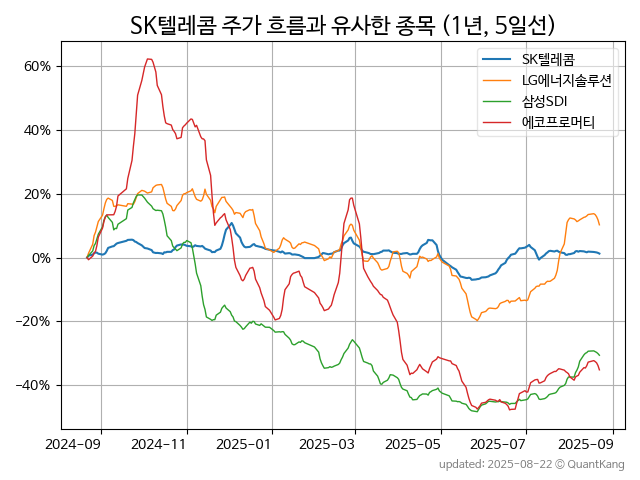 SK텔레콤 주가 흐름과 유사한 종목 (1년, 5일선)
SK텔레콤
LG에너지솔루션
삼성SDI
에코프로머티
60%
40%
20%
0%
−20%
−40%
2024-09 2024-11 2025-01 2025-03 2025-05 2025-07 2025-09
updated: 2025-08-22 © QuantKang